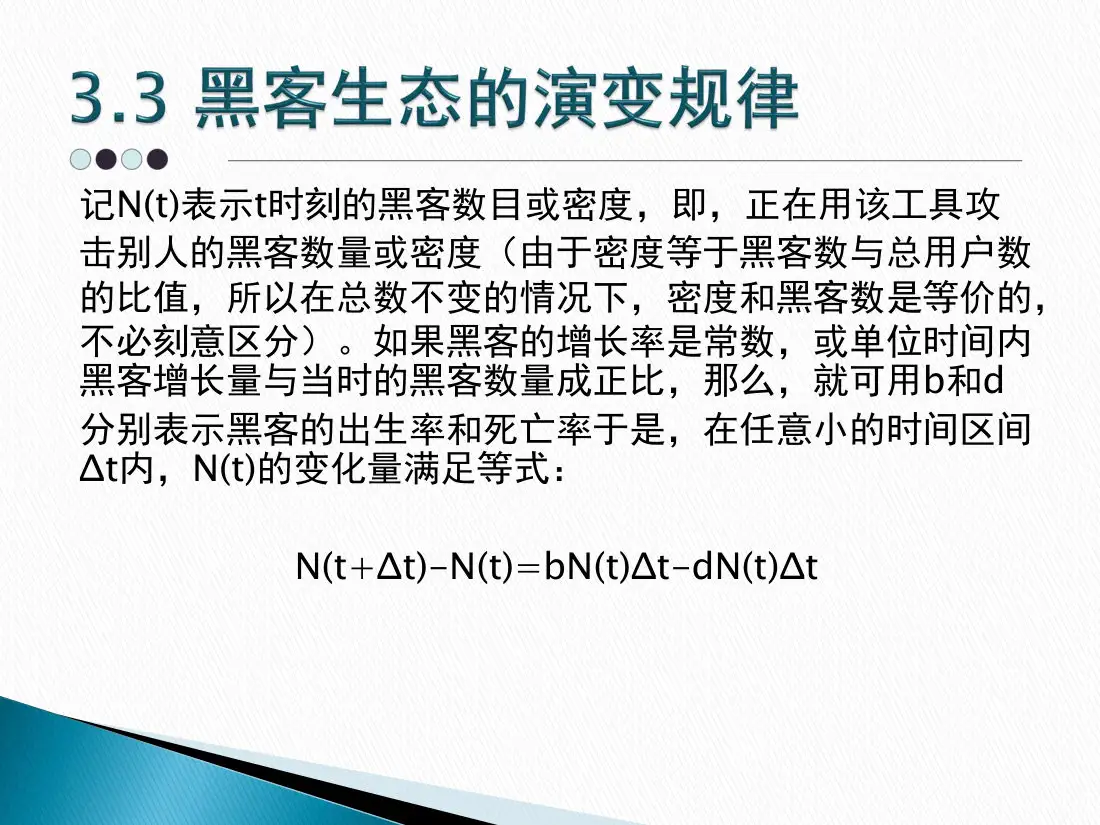 3.3 黑客生态的演变规律
记N(t)表示t时刻的黑客数目或密度，即，正在用该工具攻
击别人的黑客数量或密度（由于密度等于黑客数与总用户数
的比值，所以在总数不变的情况下，密度和黑客数是等价的，
不必刻意区分）。如果黑客的增长率是常数，或单位时间内
黑客增长量与当时的黑客数量成正比，那么，就可用b和d
分别表示黑客的出生率和死亡率于是，在任意小的时间区间
Δt内，N(t)的变化量满足等式：
N(t+Δt)-N(t)=bN(t)Δt-dN(t)Δt